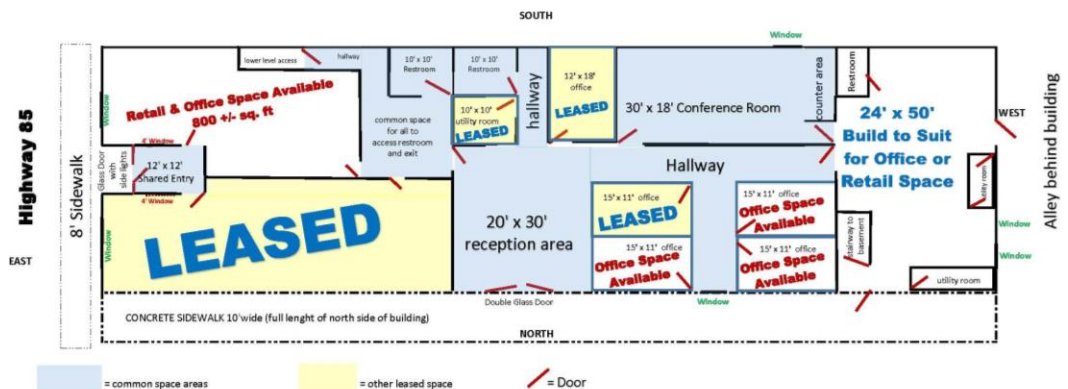 SOUTH
Window
lower level access
hallway
10' x 10'
Restroom
10' x 10'
Restroom
12' x 18'
office
LEASED
30' x 18' Conference Room
counter area
Restroom
Retail & Office Space Available
800 +/- sq. ft
Window
10' x 10'
utility room
LEASED
hallway
common space
for all to
access restroom
and exit
24' x 50'
Build to Suit
for Office or
Retail Space
WEST
Alley behind building
Highway 85
8' Sidewalk
EAST
Glass Door
with
side lights
4' Window
12' x 12'
Shared Entry
4' Window
Window
LEASED
Hallway
20' x 30'
reception area
15' x 11' office
LEASED
15' x 11' office
Office Space
Available
15' x 11' office
Office Space
Available
15' x 11' office
Office Space
Available
stairway to
basement
utility room
Window
Window
utility room
Double Glass Door
Window
CONCRETE SIDEWALK 10'wide (full lenght of north side of building)
NORTH
= common space areas
= other leased space
= Door